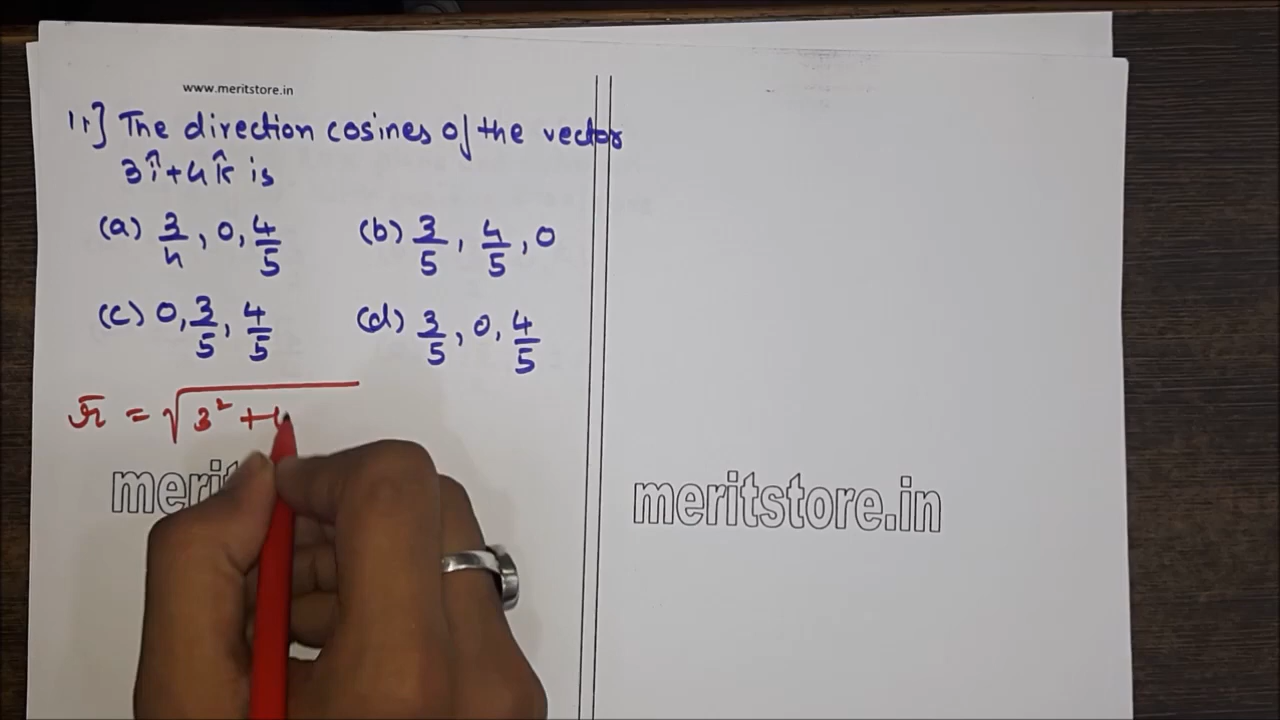 www.meritstore.in
11] The direction cosines of the vector
3î+4k̂ is
(a) 3/4, 0, 4/5 (b) 3/5, 4/5, 0
(c) 0, 3/5, 4/5 (d) 3/5, 0, 4/5
= √3² +4
meritstore.in